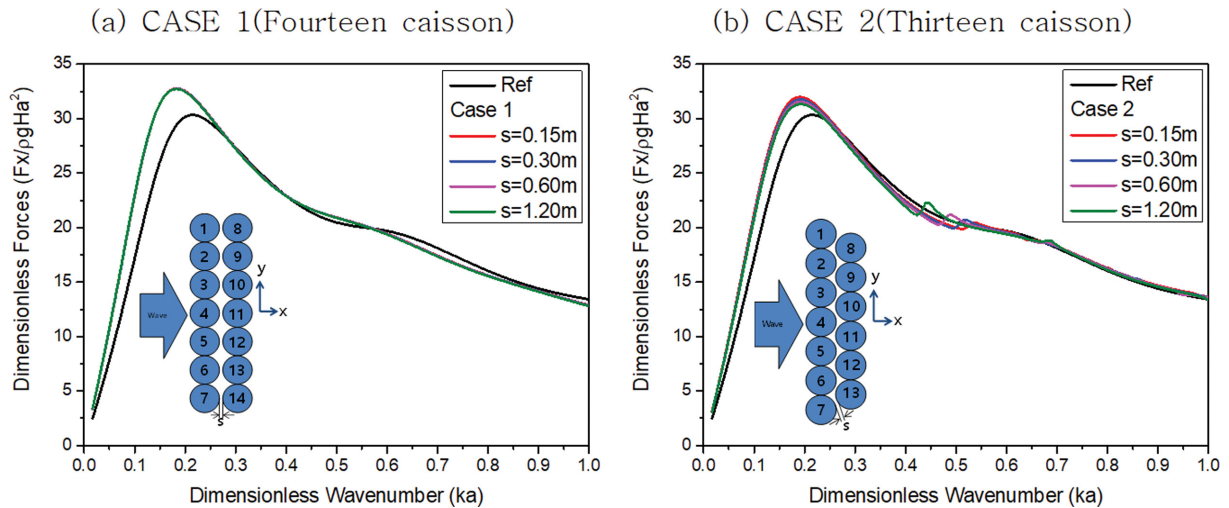 (a) CASE 1(Fourteen caisson)
Dimensionless Forces (Fx/ρgHa²)
35
30
25
20
15
10
5
0
Ref
Case 1
s=0.15m
s=0.30m
s=0.60m
s=1.20m
1 8
2 9
3 10
4 11
5 12
6 13
7 14
Wave
y
x
s
0.0 0.1 0.2 0.3 0.4 0.5 0.6 0.7 0.8 0.9 1.0
Dimensionless Wavenumber (ka)
(b) CASE 2(Thirteen caisson)
Dimensionless Forces (Fx/ρgHa²)
35
30
25
20
15
10
5
0
Ref
Case 2
s=0.15m
s=0.30m
s=0.60m
s=1.20m
1
8
2
9
3
10
4
11
5
12
6
13
7
Wave
y
x
s
0.0 0.1 0.2 0.3 0.4 0.5 0.6 0.7 0.8 0.9 1.0
Dimensionless Wavenumber (ka)